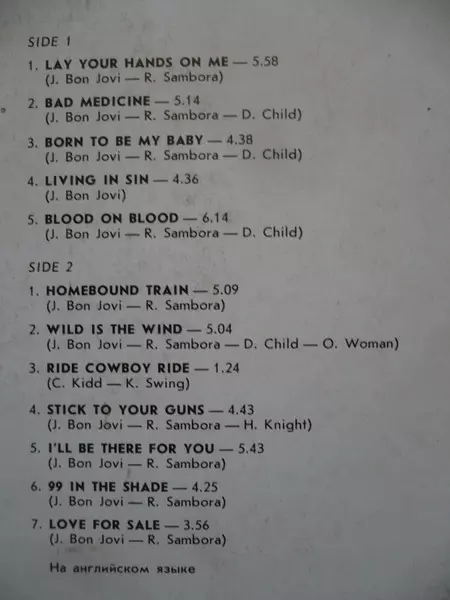 SIDE 1
1. LAY YOUR HANDS ON ME — 5.58
(J. Bon Jovi — R. Sambora)
2. BAD MEDICINE — 5.14
(J. Bon Jovi — R. Sambora — D. Child)
3. BORN TO BE MY BABY — 4.38
(J. Bon Jovi — R. Sambora — D. Child)
4. LIVING IN SIN — 4.36
(J. Bon Jovi)
5. BLOOD ON BLOOD — 6.14
(J. Bon Jovi — R. Sambora — D. Child)
SIDE 2
1. HOMEBOUND TRAIN — 5.09
(J. Bon Jovi — R. Sambora)
2. WILD IS THE WIND — 5.04
(J. Bon Jovi — R. Sambora — D. Child — O. Woman)
3. RIDE COWBOY RIDE — 1.24
(C. Kidd — K. Swing)
4. STICK TO YOUR GUNS — 4.43
(J. Bon Jovi — R. Sambora — H. Knight)
5. I'LL BE THERE FOR YOU — 5.43
(J. Bon Jovi — R. Sambora)
6. 99 IN THE SHADE — 4.25
(J. Bon Jovi — R. Sambora)
7. LOVE FOR SALE — 3.56
(J. Bon Jovi — R. Sambora)
На английском языке